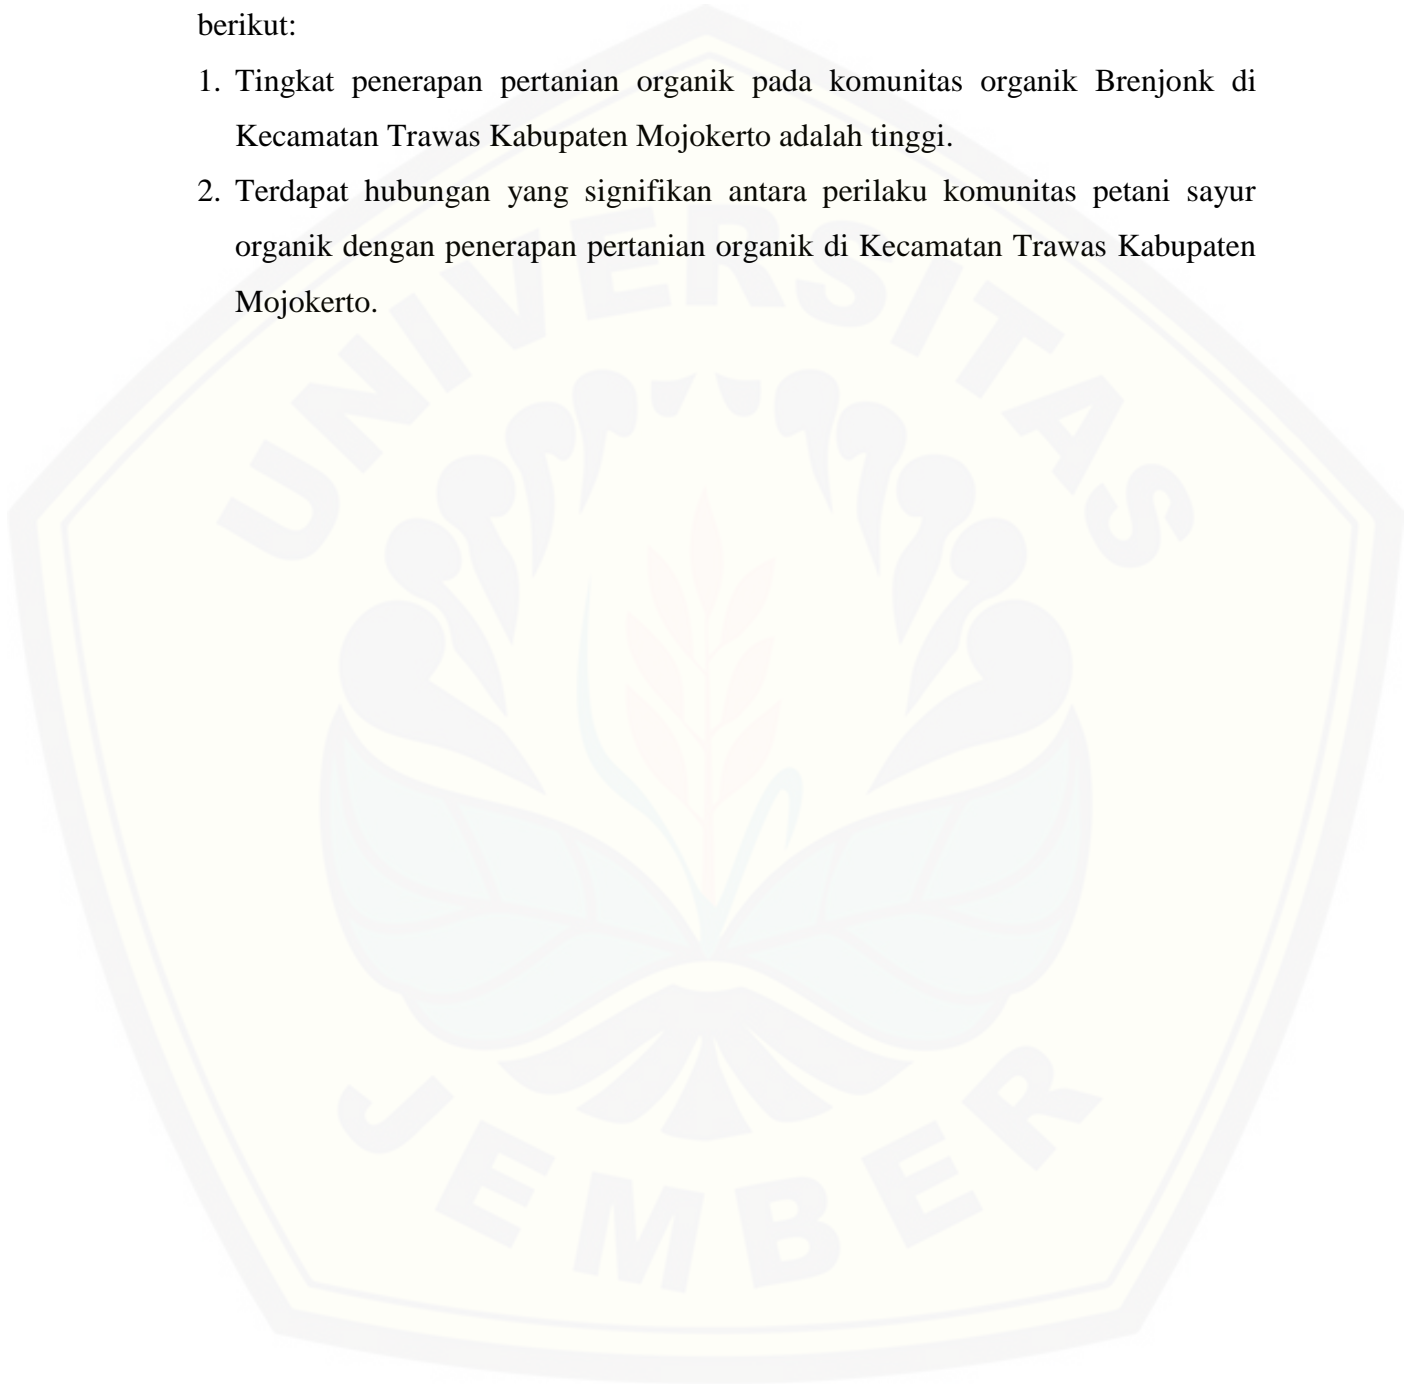 berikut:
1. Tingkat penerapan pertanian organik pada komunitas organik Brenjonk di
Kecamatan Trawas Kabupaten Mojokerto adalah tinggi.
2. Terdapat hubungan yang signifikan antara perilaku komunitas petani sayur
organik dengan penerapan pertanian organik di Kecamatan Trawas Kabupaten
Mojokerto.
UNIVERSITAS
JEMBER